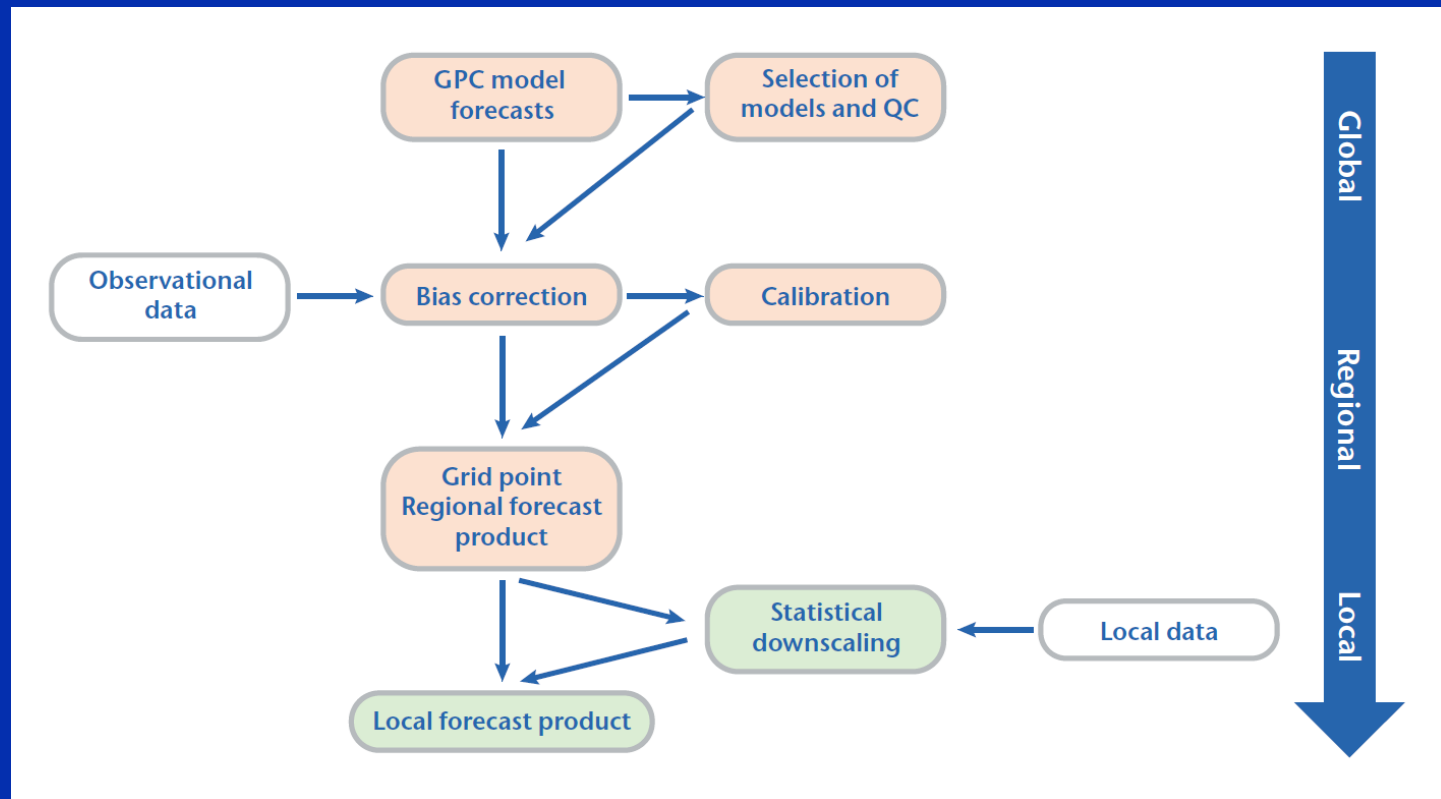 GPC model
forecasts
Selection of
models and QC
Global
Observational
data
Bias correction
Calibration
Regional
Grid point
Regional forecast
product
Statistical
downscaling
Local data
Local
Local forecast product